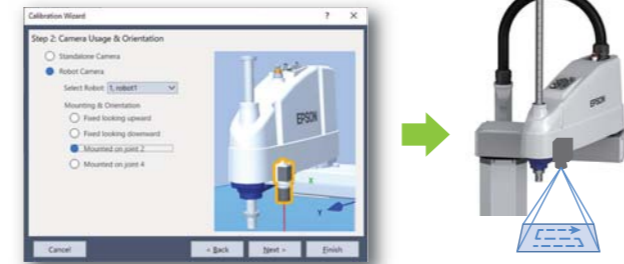 Calibration Wizard
? ×
Step 2: Camera Usage & Orientation
Standalone Camera
Robot Camera
Select Robot: 1, robot1
Mounting & Orientation
Fixed looking upward
Fixed looking downward
Mounted on joint 2
Mounted on joint 4
EPSON
X
Y
Cancel
< Back
Next >
Finish
EPSON